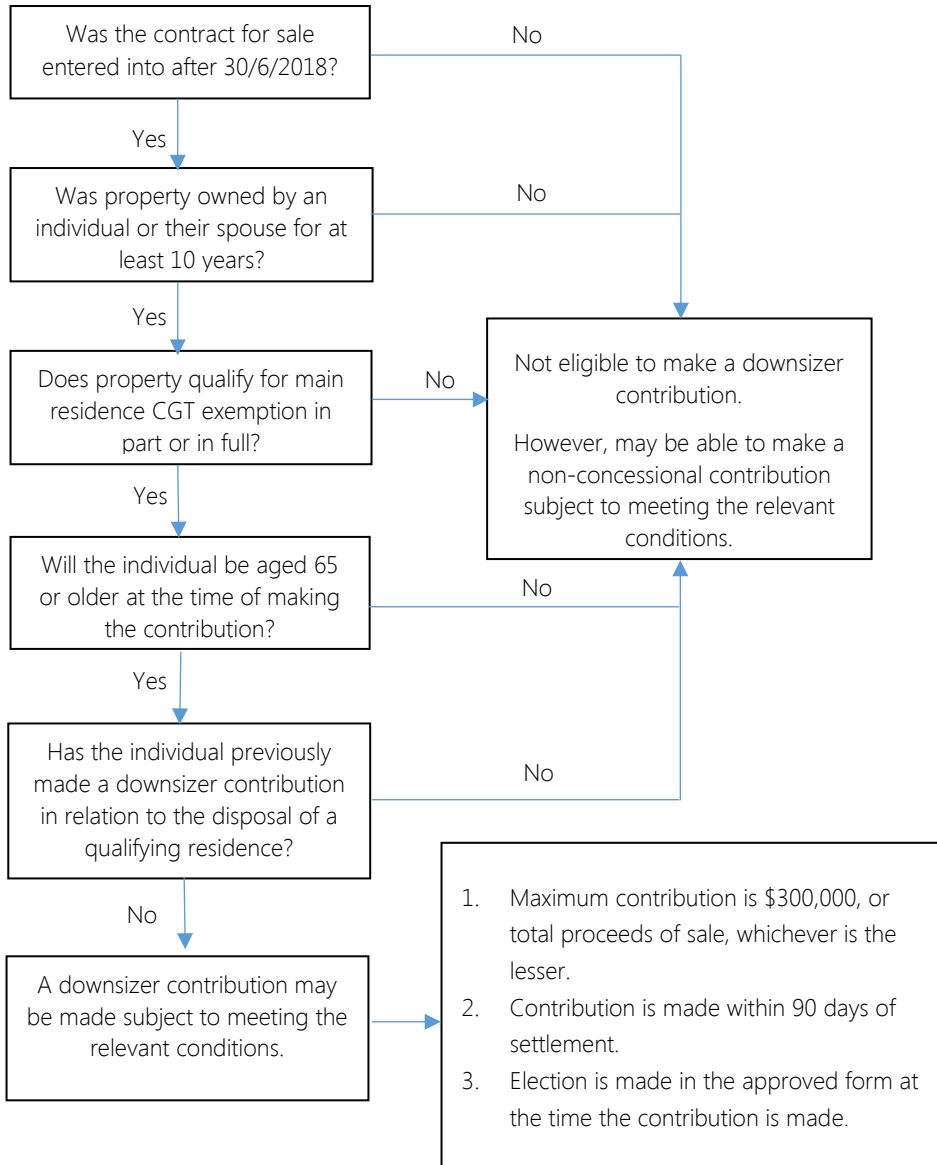 Was the contract for sale
entered into after 30/6/2018?
No
Yes
Was property owned by an
individual or their spouse for at
least 10 years?
No
Yes
Does property qualify for main
residence CGT exemption in
part or in full?
No
Not eligible to make a downsizer
contribution.
However, may be able to make a
non-concessional contribution
subject to meeting the relevant
conditions.
Yes
Will the individual be aged 65
or older at the time of making
the contribution?
No
Yes
Has the individual previously
made a downsizer contribution
in relation to the disposal of a
qualifying residence?
No
No
A downsizer contribution may
be made subject to meeting the
relevant conditions.
1. Maximum contribution is $300,000, or
total proceeds of sale, whichever is the
lesser.
2. Contribution is made within 90 days of
settlement.
3. Election is made in the approved form at
the time the contribution is made.